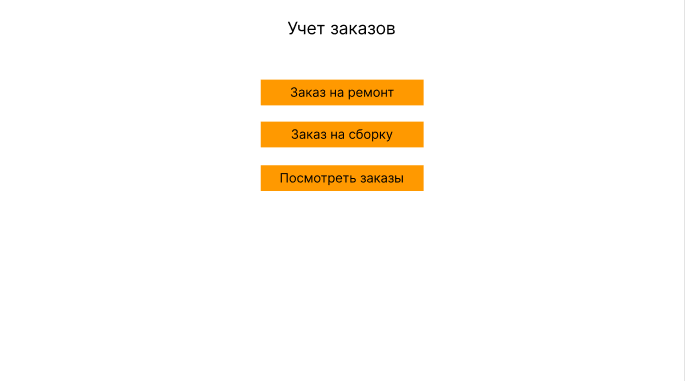 Учет заказов
Заказ на ремонт
Заказ на сборку
Посмотреть заказы